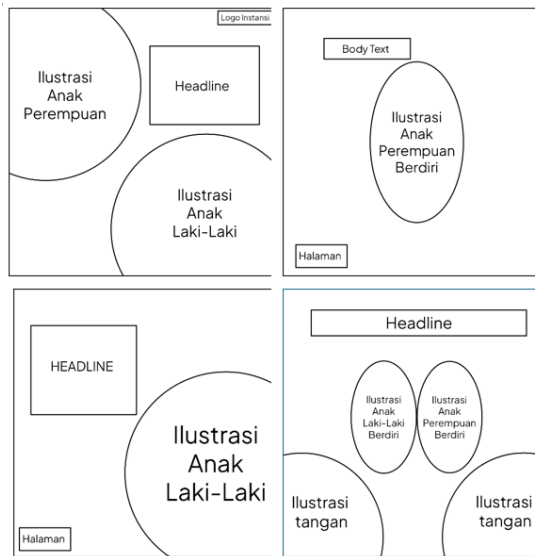 Logo Instansi
Ilustrasi
Anak
Perempuan
Headline
Ilustrasi
Anak
Laki-Laki
Body Text
Ilustrasi
Anak
Perempuan
Berdiri
Halaman
HEADLINE
Ilustrasi
Anak
Laki-Laki
Halaman
Headline
Ilustrasi
Anak
Laki-Laki
Berdiri
Ilustrasi
Anak
Perempuan
Berdiri
Ilustrasi
tangan
Ilustrasi
tangan